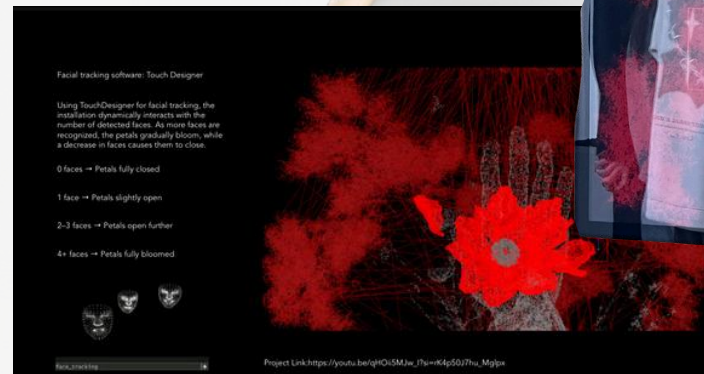 Facial tracking software: Touch Designer
Using TouchDesigner for facial tracking, the
installation dynamically interacts with the
number of detected faces. As more faces are
recognized, the petals gradually bloom, while
a decrease in faces causes them to close.
0 faces → Petals fully closed
1 face → Petals slightly open
2–3 faces → Petals open further
4+ faces → Petals fully bloomed
face_tracking
Project Link:https://youtu.be/qHOii5MJw_I?si=rK4p50J7hu_Mglpx